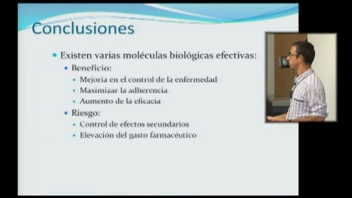 Conclusiones
Existen varias moléculas biológicas efectivas:
Beneficio:
Mejoria en el control de la enfermedad
Maximizar la adherencia
Aumento de la eficacia
Riesgo:
Control de efectos secundarios
Elevación del gasto farmacéutico